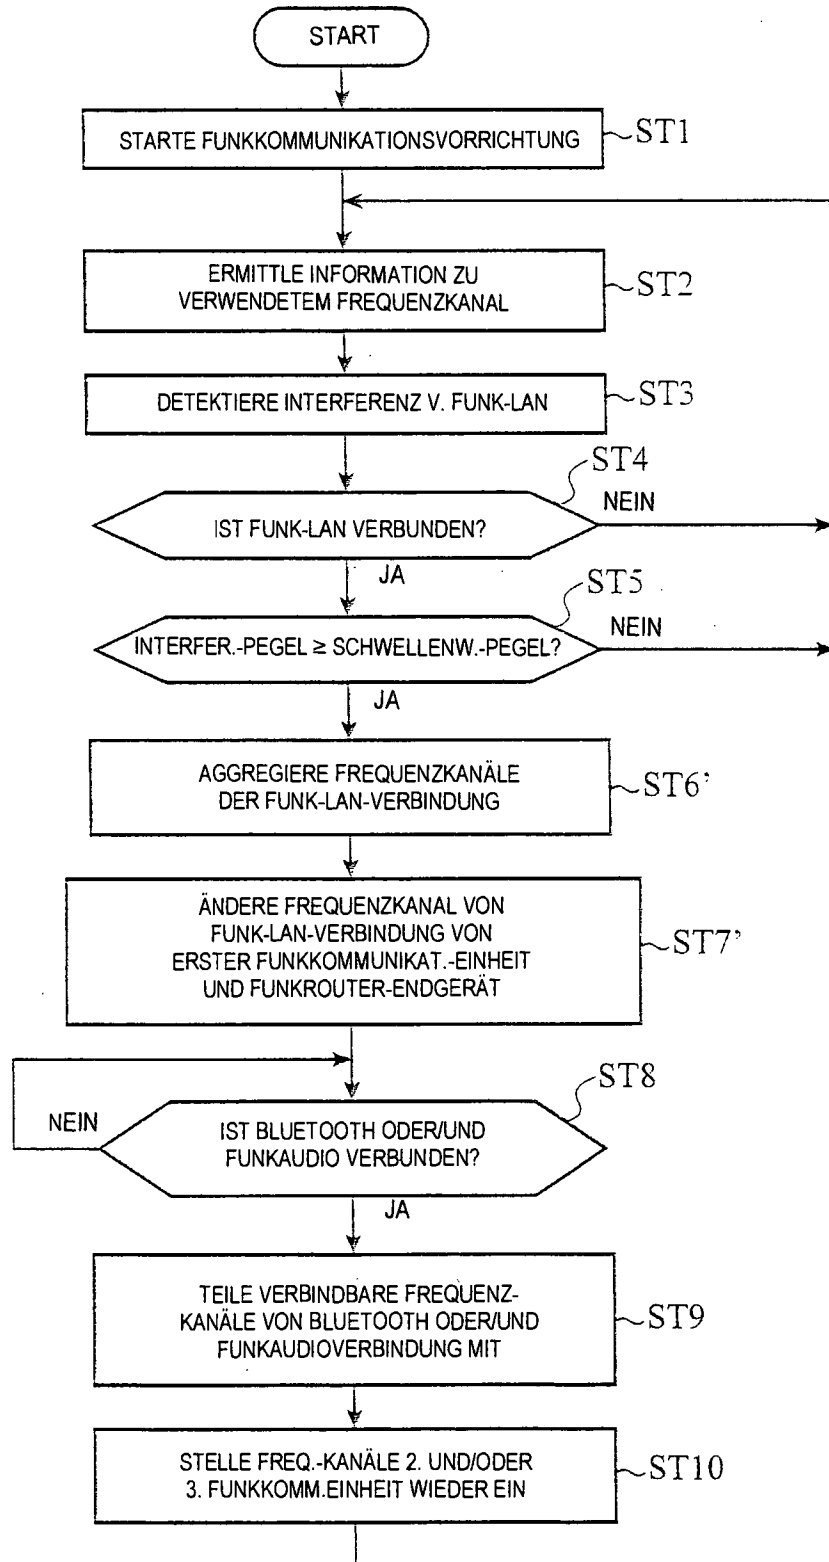 START
STARTE FUNKKOMMUNIKATIONSVORRICHTUNG
ST1
ERMITTLE INFORMATION ZU
VERWENDETEM FREQUENZKANAL
ST2
DETEKTIERE INTERFERENZ V. FUNK-LAN
ST3
ST4
IST FUNK-LAN VERBUNDEN?
NEIN
JA
ST5
INTERFER.-PEGEL ≥ SCHWELLENW.-PEGEL?
NEIN
JA
AGGREGIERE FREQUENZKANÄLE
DER FUNK-LAN-VERBINDUNG
ST6'
ÄNDERE FREQUENZKANAL VON
FUNK-LAN-VERBINDUNG VON
ERSTER FUNKKOMMUNIKAT.-EINHEIT
UND FUNKROUTER-ENDGERÄT
ST7'
ST8
NEIN
IST BLUETOOTH ODER/UND
FUNKAUDIO VERBUNDEN?
JA
TEILE VERBINDBARE FREQUENZ-
KANÄLE VON BLUETOOTH ODER/UND
FUNKAUDIOVERBINDUNG MIT
ST9
STELLE FREQ.-KANÄLE 2. UND/ODER
3. FUNKKOMM.EINHEIT WIEDER EIN
ST10